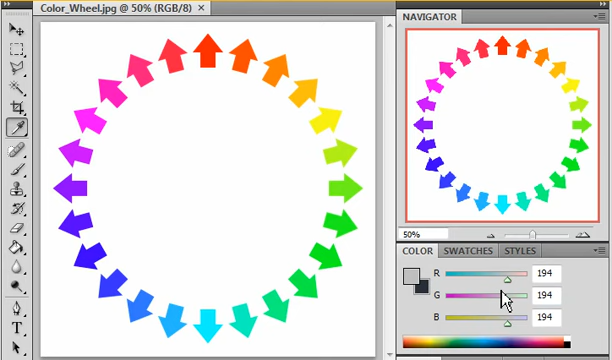 Color_Wheel.jpg @ 50% (RGB/8) ×
NAVIGATOR
50%
COLOR SWATCHES STYLES
R 194
G 194
B 194
T